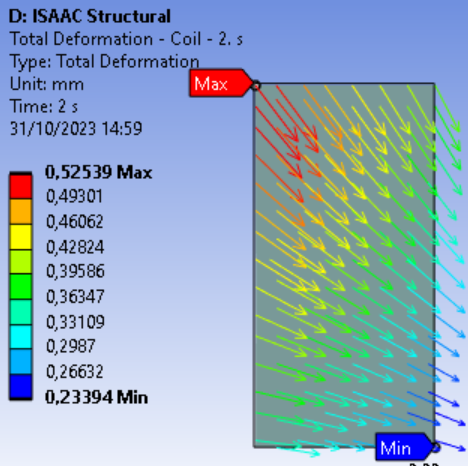 D: ISAAC Structural
Total Deformation - Coil - 2. s
Type: Total Deformation
Unit: mm
Time: 2 s
31/10/2023 14:59
Max
0,52539 Max
0,49301
0,46062
0,42824
0,39586
0,36347
0,33109
0,2987
0,26632
0,23394 Min
Min